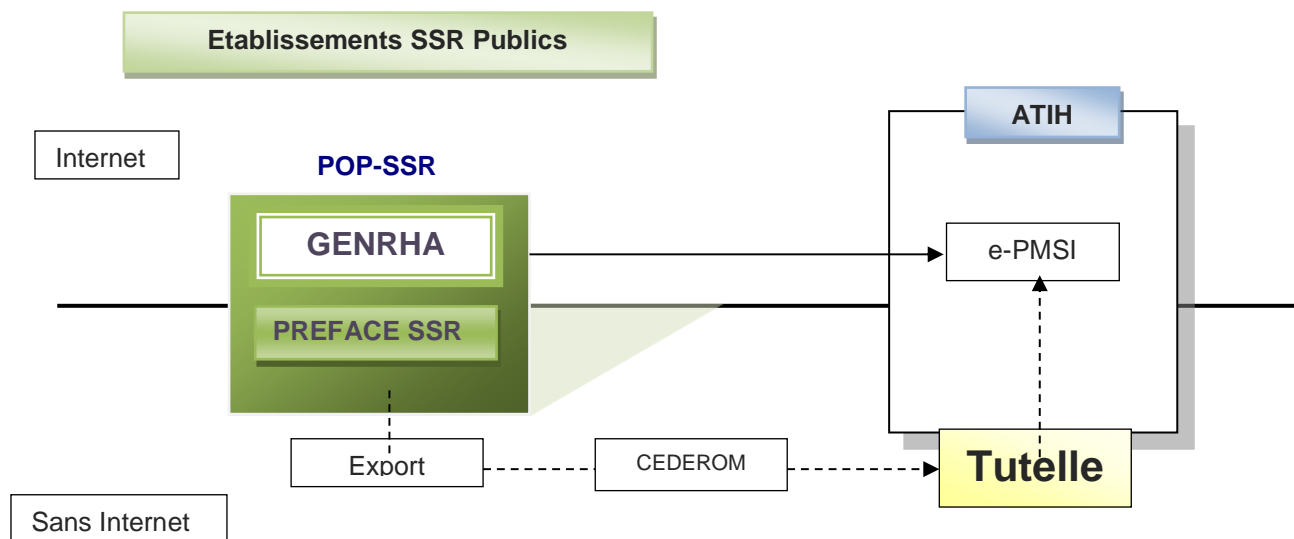 Etablissements SSR Publics
ATIH
Internet
POP-SSR
GENRHA
e-PMSI
PREFACE SSR
Export
CEDEROM
Tutelle
Sans Internet